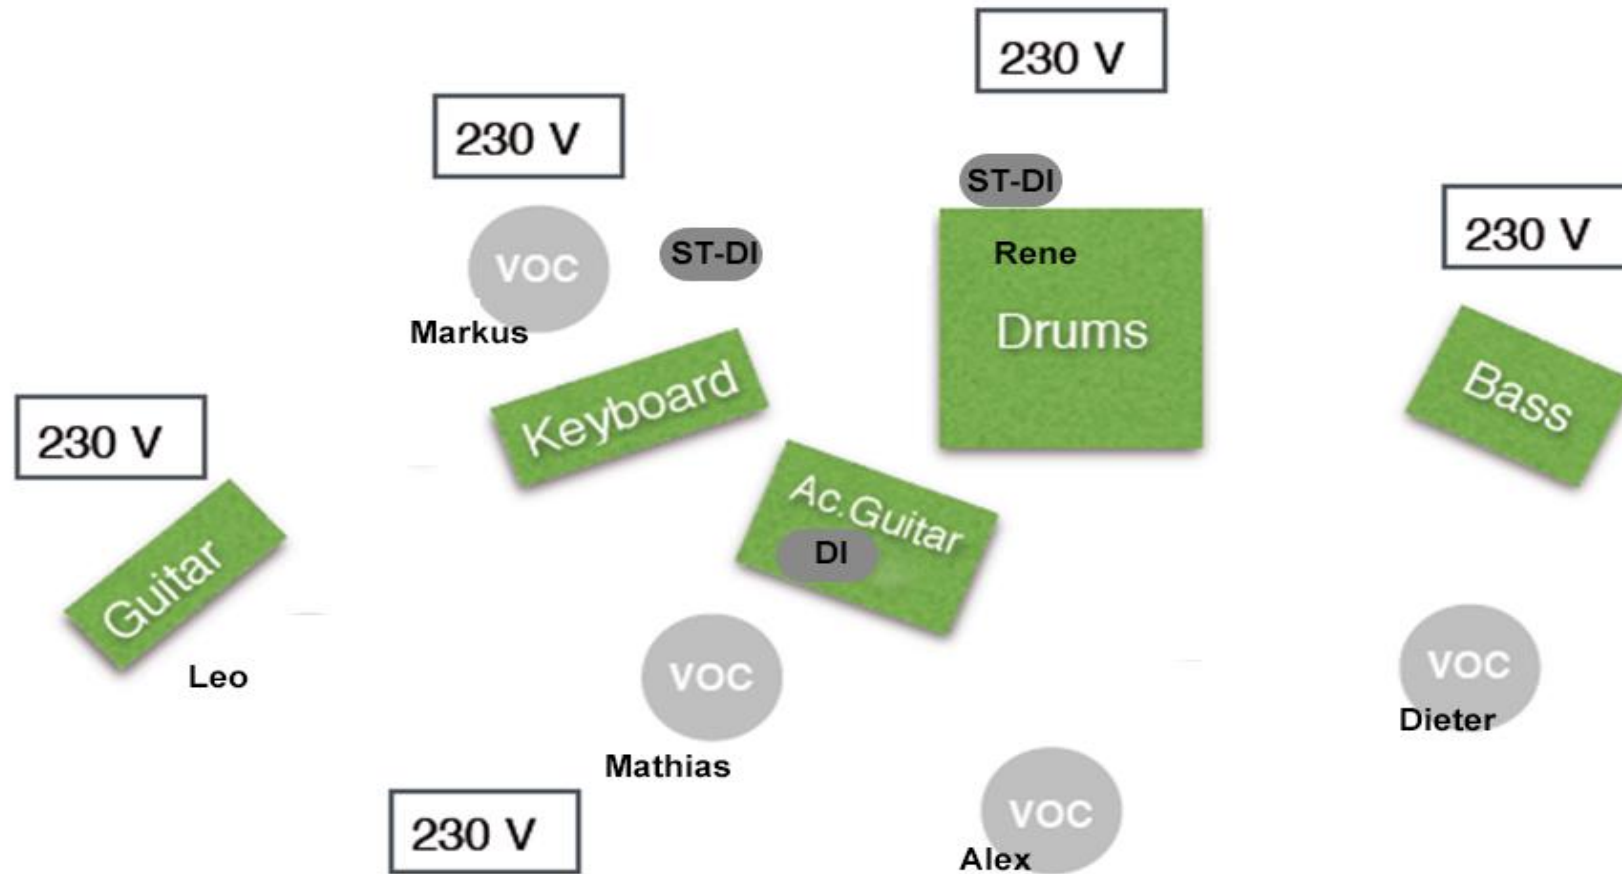 230 V
230 V
ST-DI
230 V
VOC
ST-DI
Rene
Markus
Drums
Keyboard
Bass
230 V
Ac.Guitar
DI
Guitar
VOC
VOC
Leo
Dieter
Mathias
VOC
230 V
Alex